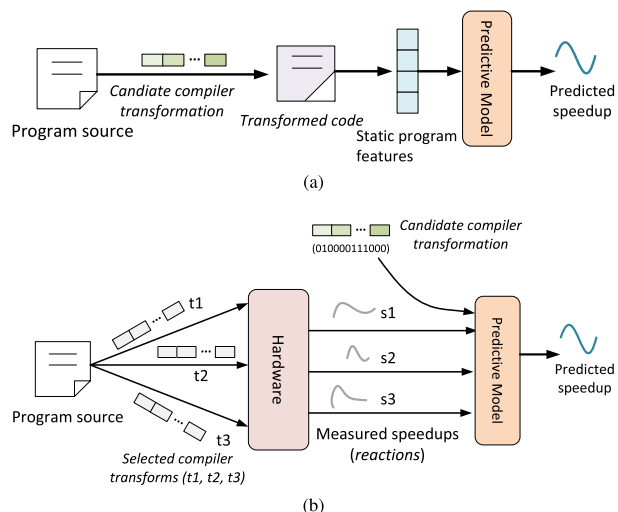 Candiate compiler
transformation
Program source
Transformed code
Static program
features
Predictive Model
Predicted
speedup
(a)
Candidate compiler
transformation
(010000111000)
t1
t2
t3
Program source
Selected compiler
transforms (t1, t2, t3)
Hardware
s1
s2
s3
Measured speedups
(reactions)
Predictive Model
Predicted
speedup
(b)